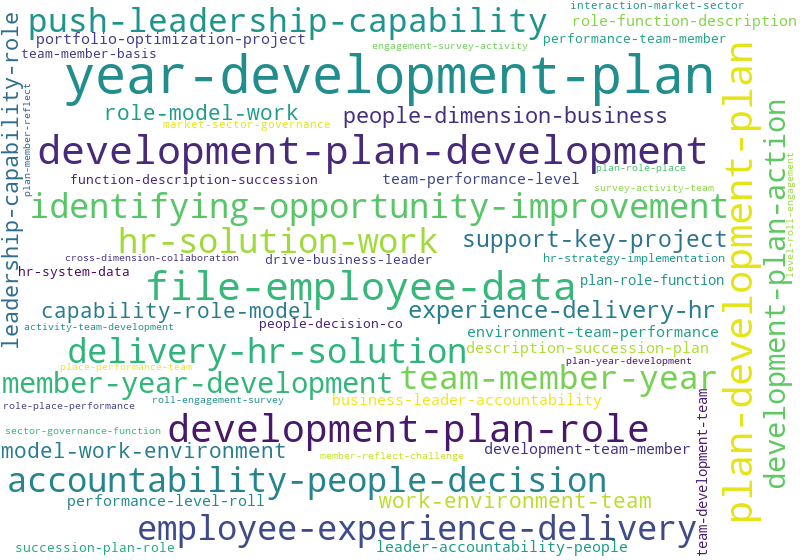 interaction-market-sector
push-leadership-capability
role-function-description
portfolio-optimization-project
performance-team-member
engagement-survey-activity
team-member-basis
year-development-plan
leadership-capability-role
plan-member-reflect
role-model-work
people-dimension-business
market-sector-governance
development-plan-development
plan-role-place
function-description-succession
team-performance-level
survey-activity-team
identifying-opportunity-improvement
plan-development-plan
development-plan-action
level-roll-engagement
hr-solution-work
support-key-project
cross-dimension-collaboration
drive-business-leader
hr-strategy-implementation
hr-system-data
file-employee-data
plan-role-function
capability-role-model
experience-delivery-hr
activity-team-development
people-decision-co
environment-team-performance
delivery-hr-solution
description-succession-plan
place-performance-team
plan-year-development
member-year-development
team-member-year
role-place-performance
roll-engagement-survey
business-leader-accountability
sector-governance-function
development-plan-role
model-work-environment
member-reflect-challenge
development-team-member
team-development-team
accountability-people-decision
performance-level-roll
work-environment-team
employee-experience-delivery
succession-plan-role
leader-accountability-people